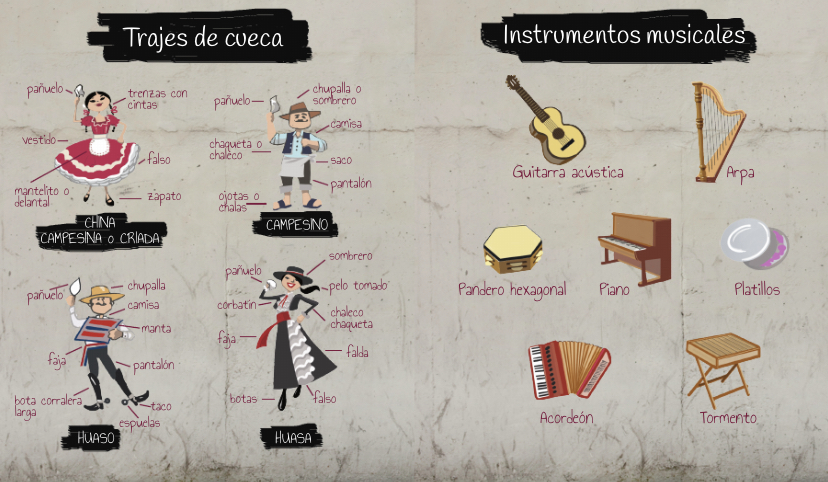 Trajes de cueca
pañuelo
trenzas con
cintas
vestido
falso
mantelito o
delantal
zapato
CHINA
CAMPESINA o CRIADA
pañuelo
chupalla o
sombrero
camisa
chaqueta o
chaleco
saco
pantalón
ojotas o
chalas
CAMPESINO
pañuelo
chupalla
camisa
manta
faja
pantalón
bota corralera
larga
taco
espuelas
HUASO
sombrero
pañuelo
pelo tomado
corbatín
chaleco
chaqueta
faja
falda
botas
falso
HUASA
Instrumentos musicales
Guitarra acústica
Arpa
Pandero hexagonal
Piano
Platillos
Acordeón
Tormento